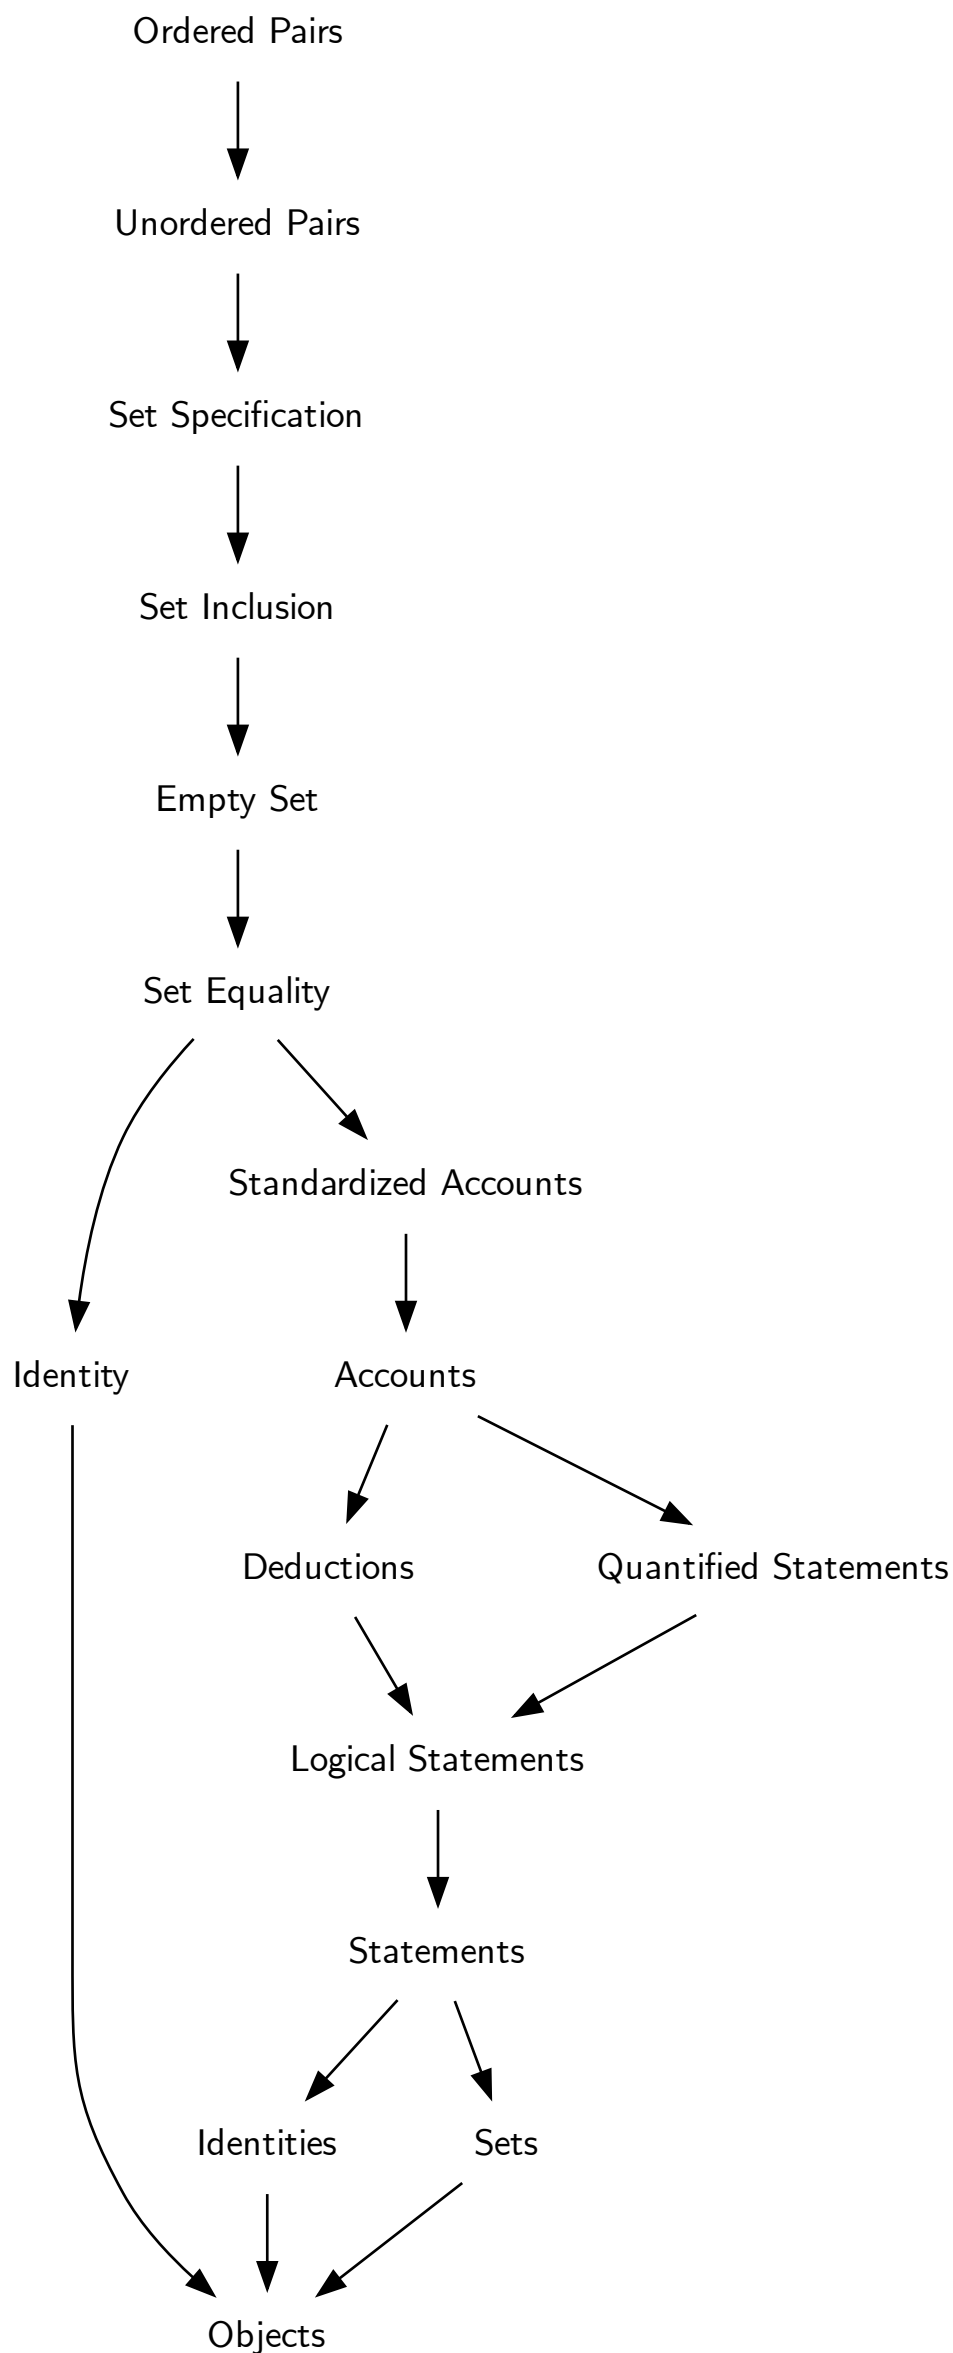 Ordered Pairs
Unordered Pairs
Set Specification
Set Inclusion
Empty Set
Set Equality
Standardized Accounts
Identity
Accounts
Deductions
Quantified Statements
Logical Statements
Statements
Identities
Sets
Objects